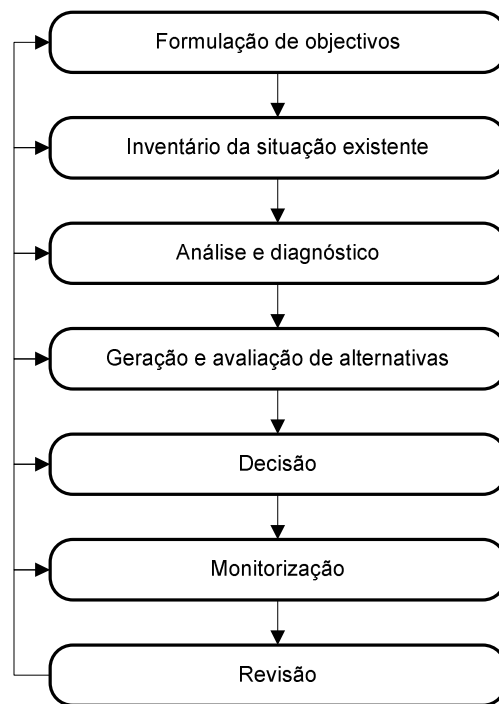 Formulação de objectivos
Inventário da situação existente
Análise e diagnóstico
Geração e avaliação de alternativas
Decisão
Monitorização
Revisão